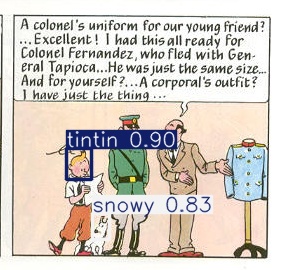 A colonel's uniform for our young friend?
...Excellent! I had this all ready for
Colonel Fernandez, who fled with Gen-
eral Tapioca...He was just the same size...
And for yourself?...A corporal's outfit?
I have just the thing ...
tintin 0.90
snowy 0.83